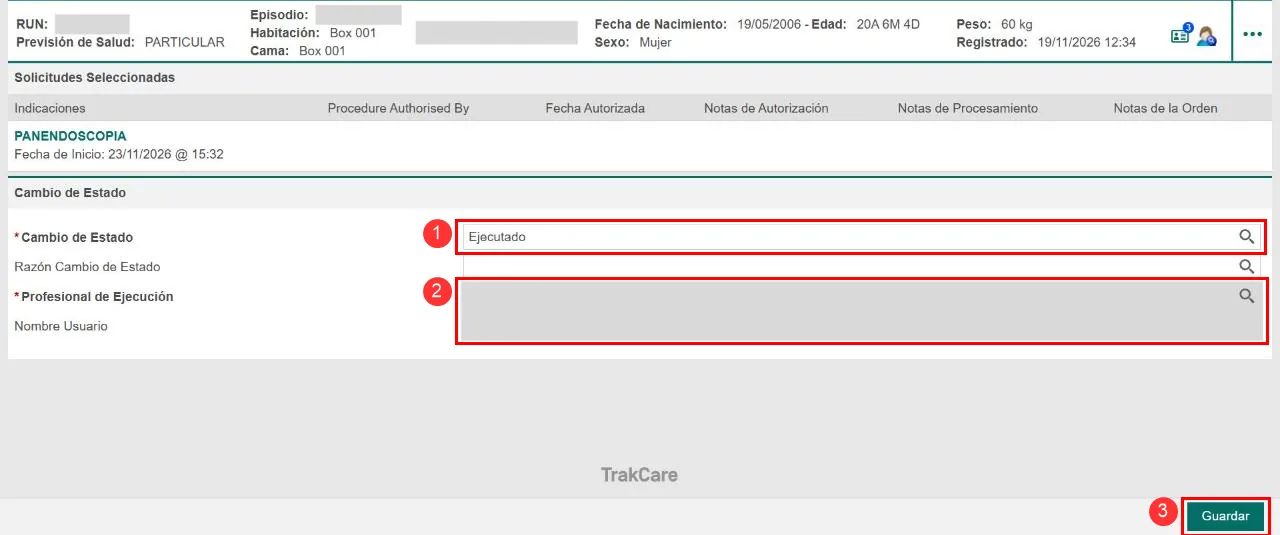 RUN:
Previsión de Salud: PARTICULAR
Episodio:
Habitación: Box 001
Cama: Box 001
Fecha de Nacimiento: 19/05/2006 - Edad: 20A 6M 4D
Sexo: Mujer
Peso: 60 kg
Registrado: 19/11/2026 12:34
3
Solicitudes Seleccionadas
Indicaciones Procedure Authorised By Fecha Autorizada Notas de Autorización Notas de Procesamiento Notas de la Orden
PANENDOSCOPIA
Fecha de Inicio: 23/11/2026 @ 15:32
Cambio de Estado
*Cambio de Estado 1 Ejecutado
Razón Cambio de Estado
*Profesional de Ejecución 2
Nombre Usuario
TrakCare
3 Guardar